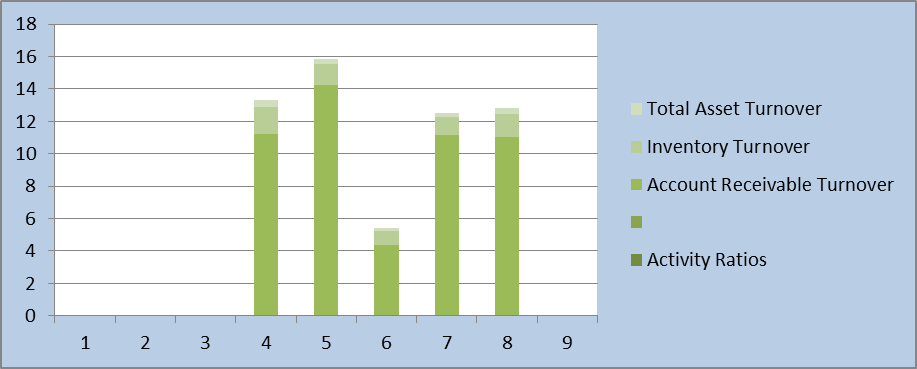 18
16
14
12
10
8
6
4
2
0
1 2 3 4 5 6 7 8 9
Total Asset Turnover
Inventory Turnover
Account Receivable Turnover
Activity Ratios